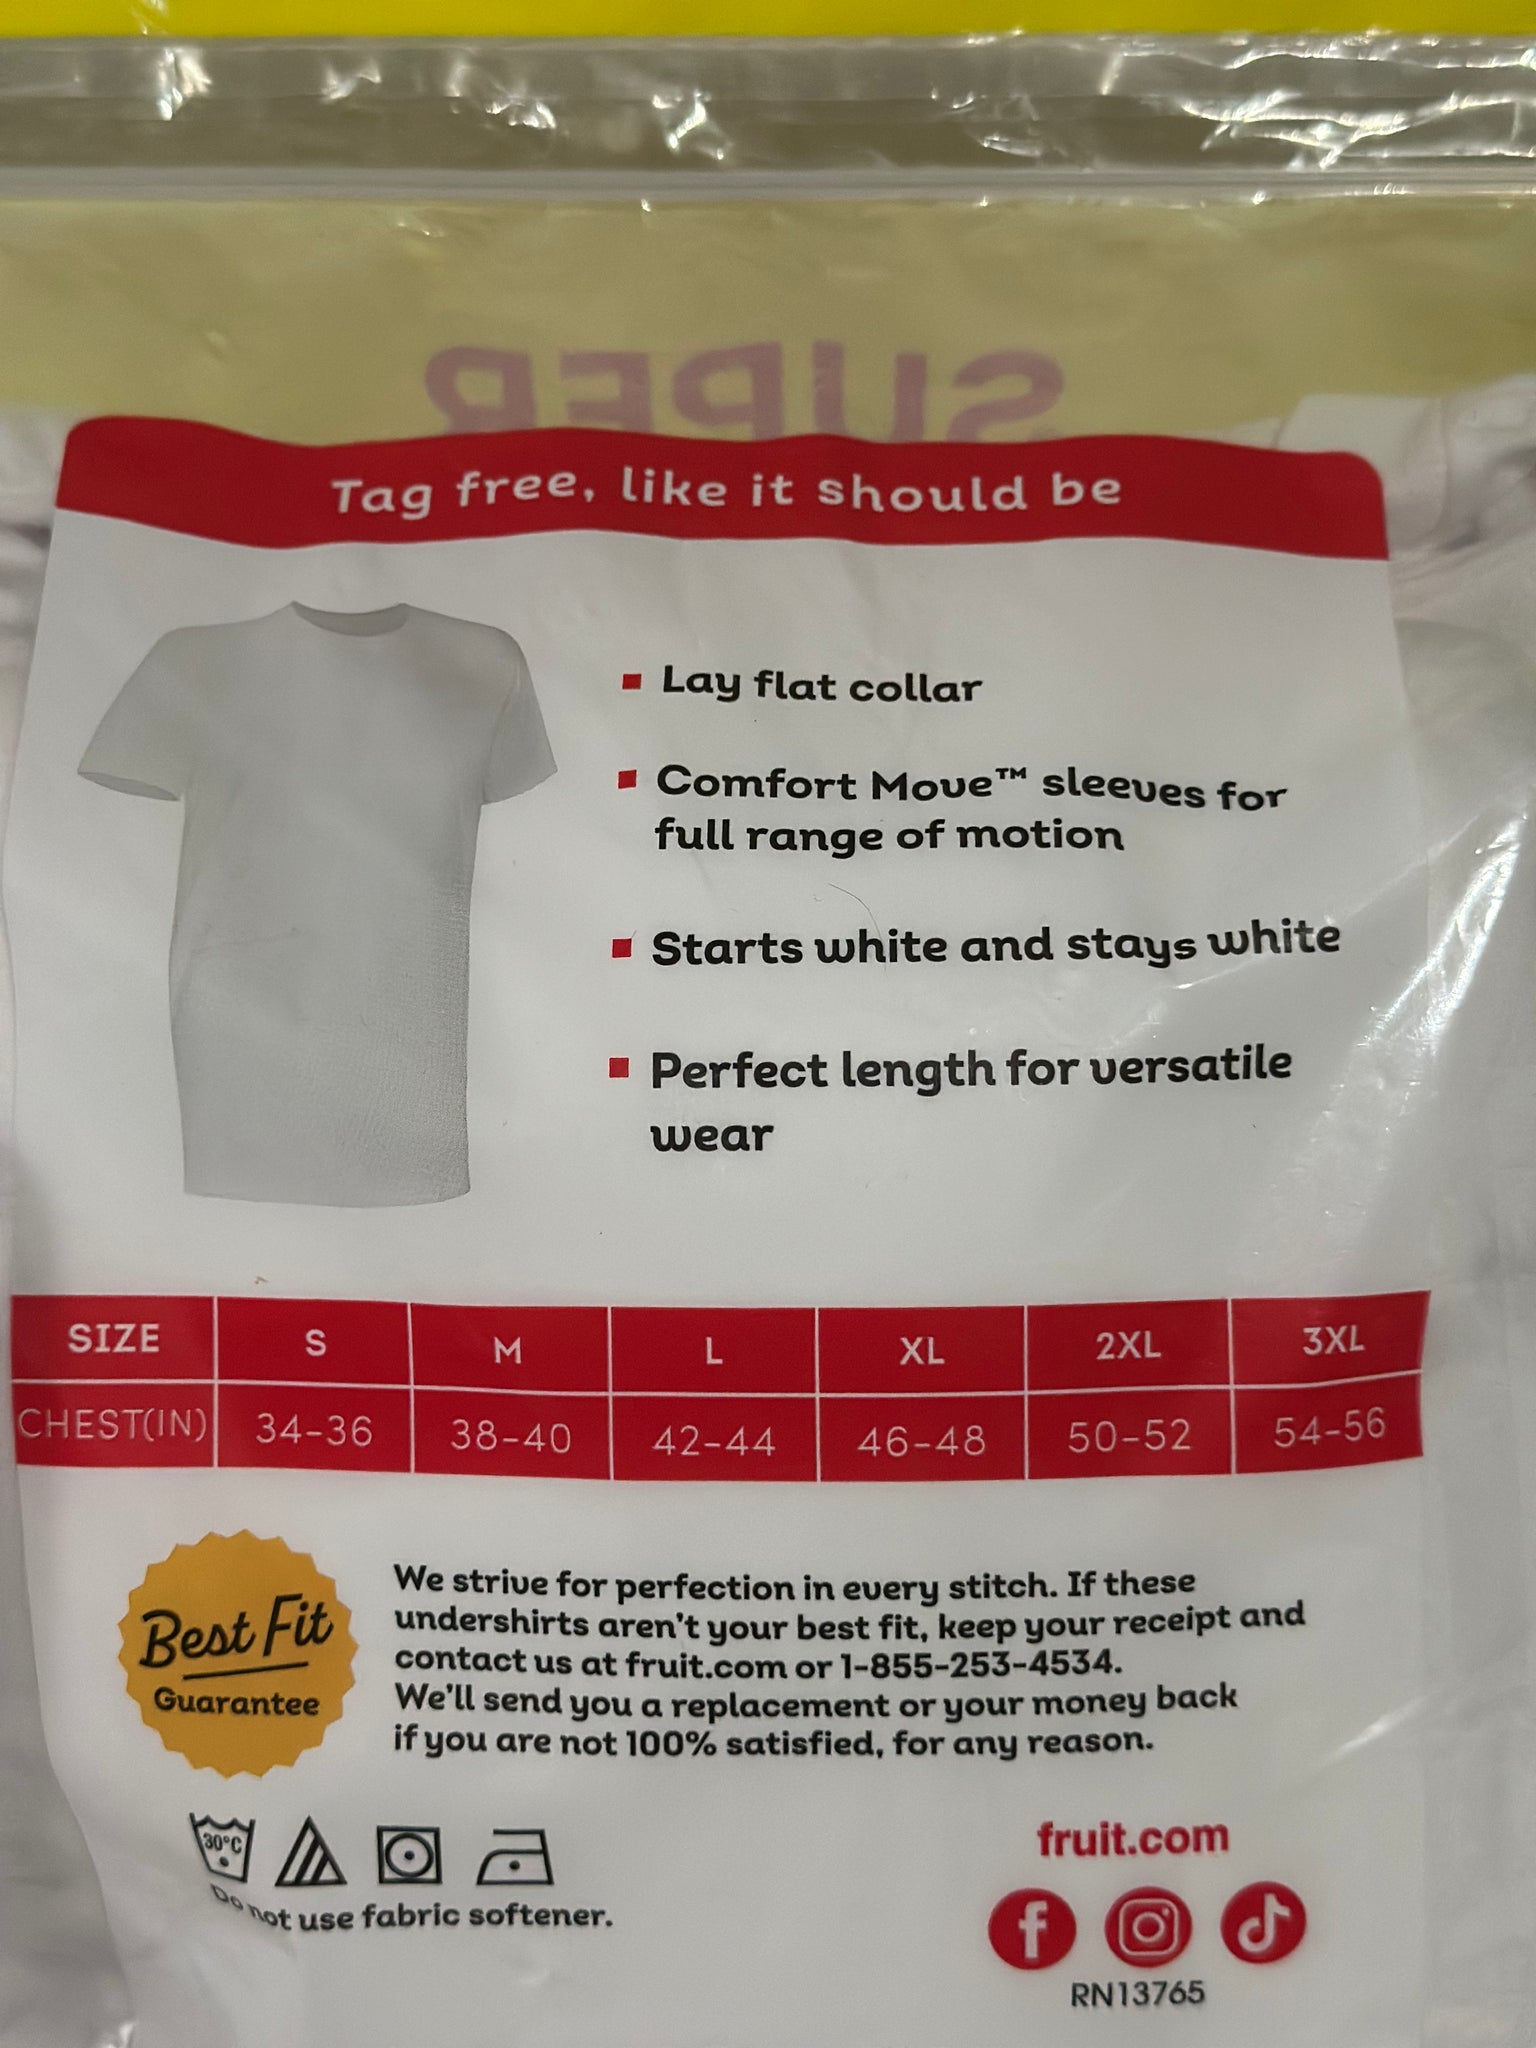 SUPER
Tag free, like it should be
Lay flat collar
Comfort Move™ sleeves for
full range of motion
Starts white and stays white
Perfect length for versatile
wear
SIZE S M L XL 2XL 3XL
CHEST(IN) 34-36 38-40 42-44 46-48 50-52 54-56
Best Fit
Guarantee
We strive for perfection in every stitch. If these
undershirts aren't your best fit, keep your receipt and
contact us at fruit.com or 1-855-253-4534.
We'll send you a replacement or your money back
if you are not 100% satisfied, for any reason.
30°C
Do not use fabric softener.
fruit.com
RN13765